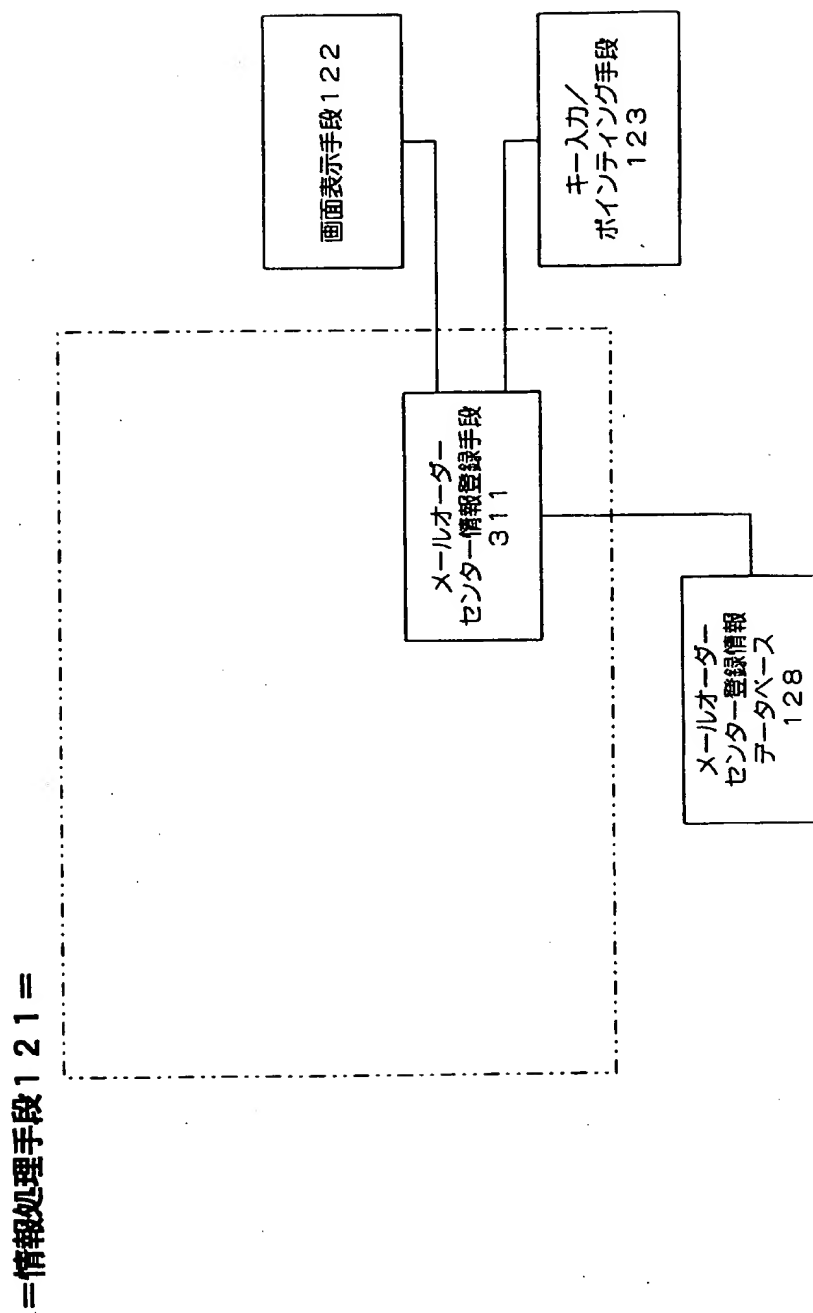 =情報処理手段１２１=
メールオーダー
センター情報登録手段
３１１
画面表示手段１２２
キー入力／
ポインティング手段
１２３
メールオーダー
センター登録情報
データベース
１２８